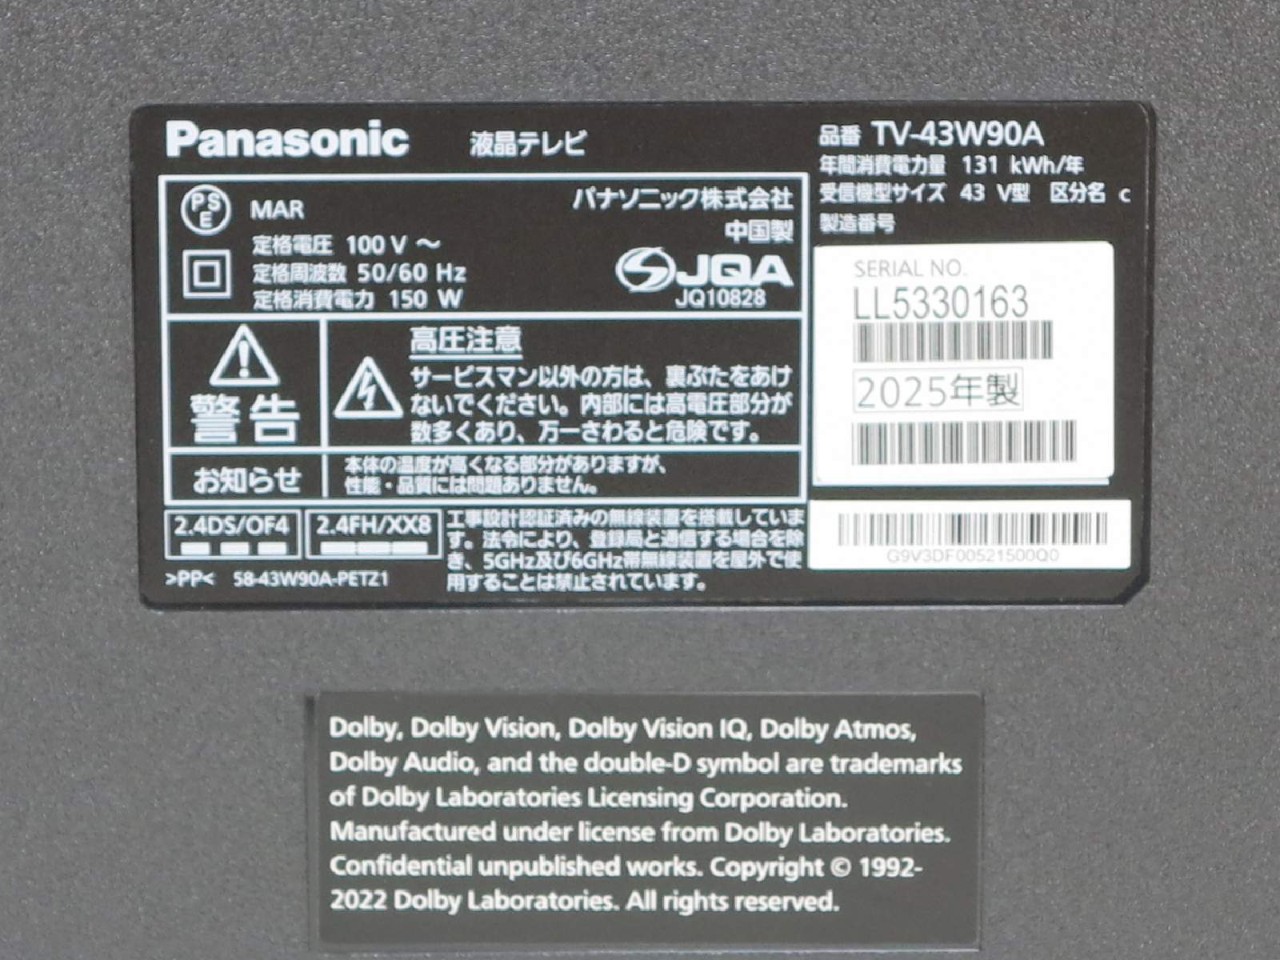 Panasonic 液晶テレビ
PSE MAR
パナソニック株式会社
中国製
定格電圧 100 V ～
定格周波数 50/60 Hz
定格消費電力 150 W
JQA
JQ10828
警告
高圧注意
サービスマン以外の方は、裏ぶたをあけ
ないでください。内部には高電圧部分が
数多くあり、万一さわると危険です。
お知らせ
本体の温度が高くなる部分がありますが、
性能・品質には問題ありません。
2.4DS/OF4 2.4FH/XX8
>PP< 58-43W90A-PETZ1
工事設計認証済みの無線装置を搭載していま
す。法令により、登録局と通信する場合を除
き、5GHz及び6GHz帯無線装置を屋外で使
用することは禁止されています。
品番 TV-43W90A
年間消費電力量 131 kWh/年
受信機型サイズ 43 V型 区分名 c
製造番号
SERIAL NO.
LL5330163
2025年製
G9V3DF00521500Q0
Dolby, Dolby Vision, Dolby Vision IQ, Dolby Atmos,
Dolby Audio, and the double-D symbol are trademarks
of Dolby Laboratories Licensing Corporation.
Manufactured under license from Dolby Laboratories.
Confidential unpublished works. Copyright © 1992-
2022 Dolby Laboratories. All rights reserved.